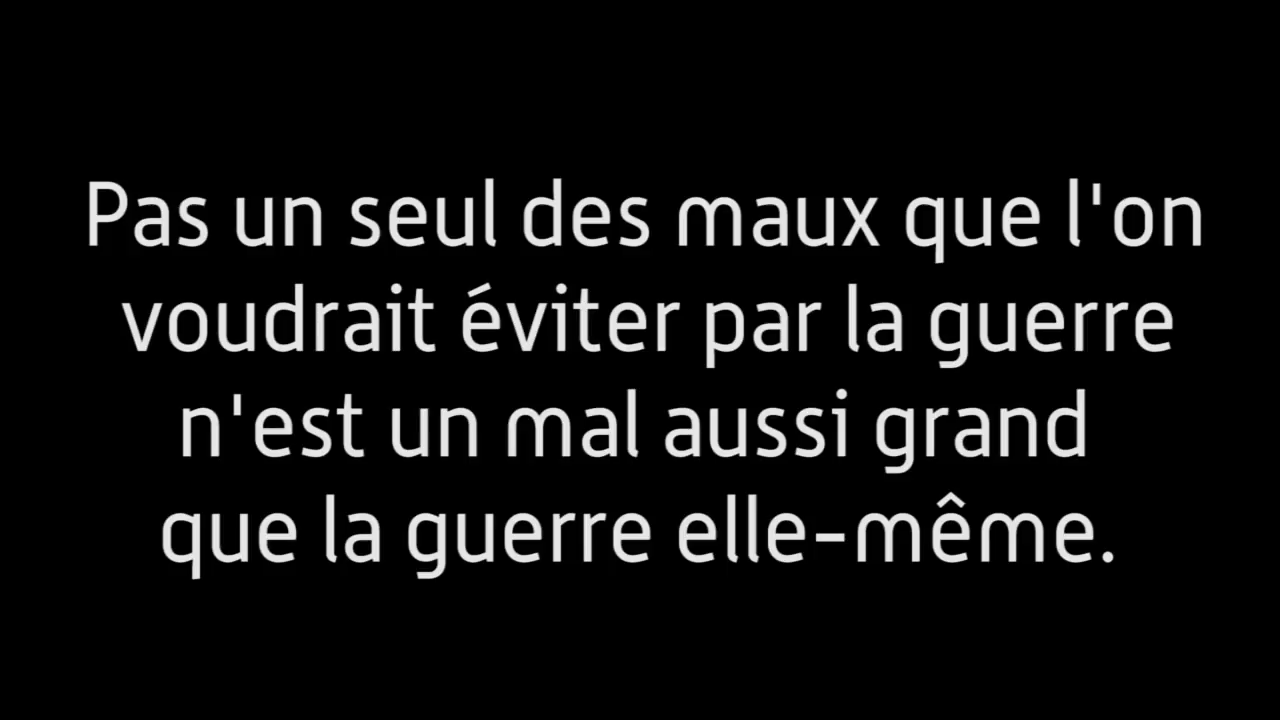 Pas un seul des maux que l'on
voudrait éviter par la guerre
n'est un mal aussi grand
que la guerre elle-même.